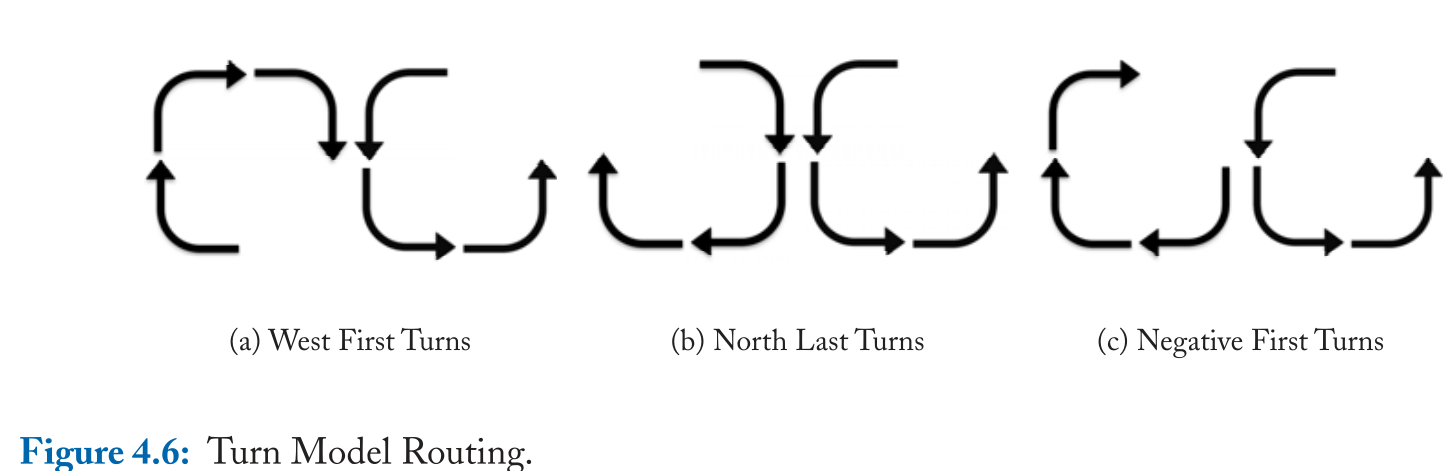 (a) West First Turns
(b) North Last Turns
(c) Negative First Turns
Figure 4.6: Turn Model Routing.